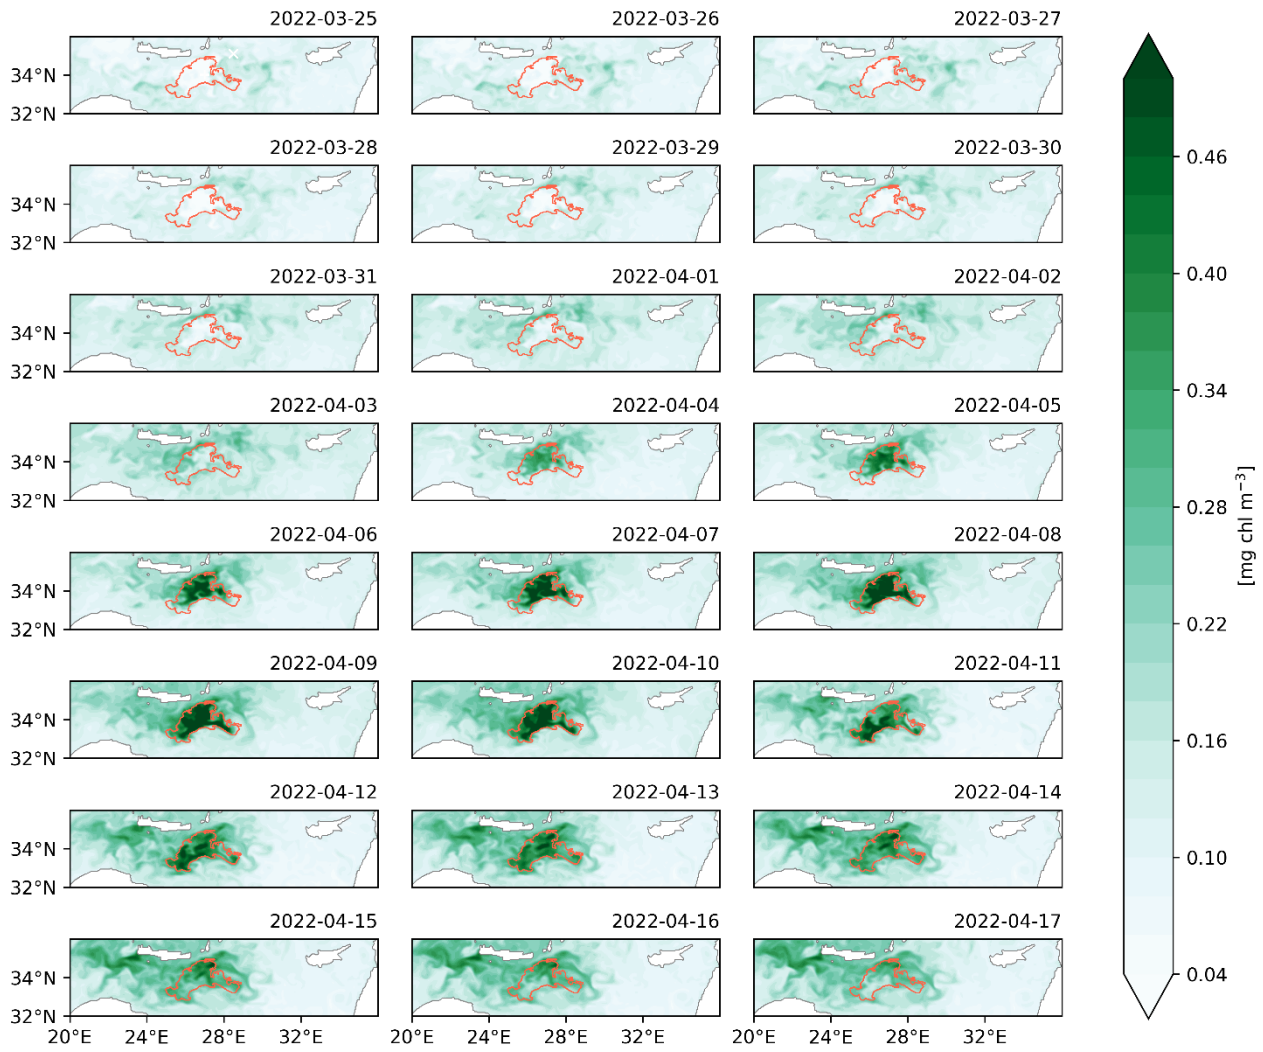 2022-03-25 2022-03-26 2022-03-27
34°N
32°N
2022-03-28 2022-03-29 2022-03-30
34°N
32°N
2022-03-31 2022-04-01 2022-04-02
34°N
32°N
2022-04-03 2022-04-04 2022-04-05
34°N
32°N
2022-04-06 2022-04-07 2022-04-08
34°N
32°N
2022-04-09 2022-04-10 2022-04-11
34°N
32°N
2022-04-12 2022-04-13 2022-04-14
34°N
32°N
2022-04-15 2022-04-16 2022-04-17
34°N
32°N
20°E 24°E 28°E 32°E 20°E 24°E 28°E 32°E 20°E 24°E 28°E 32°E
0.46
0.40
0.34
0.28
0.22
0.16
0.10
0.04
[mg chl m⁻³]